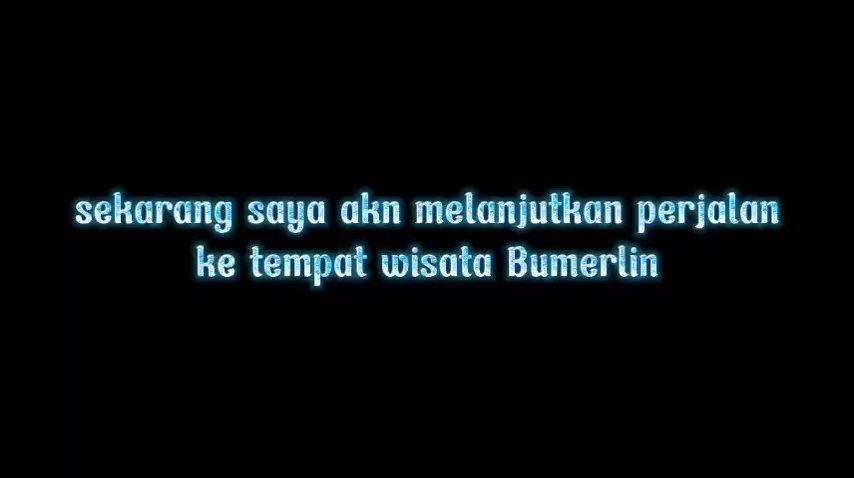 sekarang saya akn melanjutkan perjalan
ke tempat wisata Bumerlin